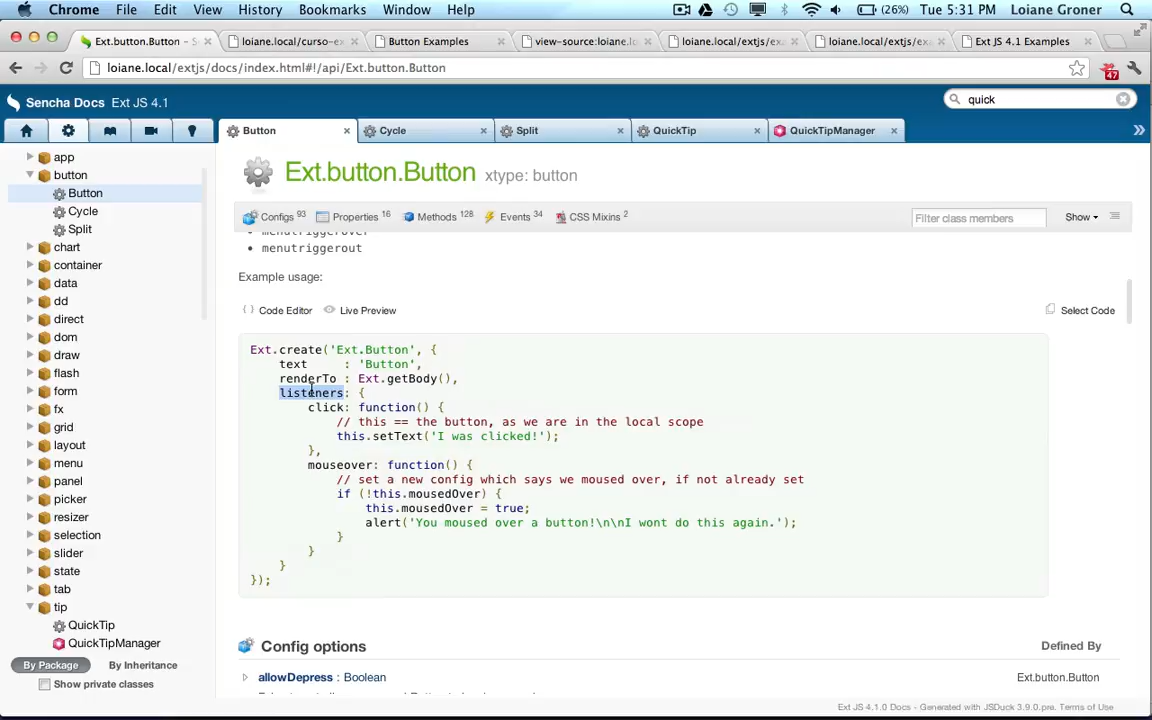 Chrome File Edit View History Bookmarks Window Help (26%) Tue 5:31 PM Loiane Groner
Ext.button.Button - S loiane.local/curso-ex Button Examples view-source:loiane.lo loiane.local/extjs/exa loiane.local/extjs/exa Ext JS 4.1 Examples
loiane.local/extjs/docs/index.html#!/api/Ext.button.Button 47
Sencha Docs Ext JS 4.1 quick
Button Cycle Split QuickTip QuickTipManager »
app
button
Button
Cycle
Split
chart
container
data
dd
direct
dom
draw
flash
form
fx
grid
layout
menu
panel
picker
resizer
selection
slider
state
tab
tip
QuickTip
QuickTipManager
By Package By Inheritance
Show private classes
Ext.button.Button xtype: button
Configs 93 Properties 16 Methods 128 Events 34 CSS Mixins 2 Filter class members Show
menutriggerover
• menutriggerout
Example usage:
Code Editor Live Preview Select Code
Ext.create('Ext.Button', {
text : 'Button',
renderTo : Ext.getBody(),
listeners: {
click: function() {
// this == the button, as we are in the local scope
this.setText('I was clicked!');
},
mouseover: function() {
// set a new config which says we moused over, if not already set
if (!this.mousedOver) {
this.mousedOver = true;
alert('You moused over a button!\n\nI wont do this again.');
}
}
}
});
Config options Defined By
allowDepress : Boolean Ext.button.Button
Ext JS 4.1.0 Docs - Generated with JSDuck 3.9.0.pre. Terms of Use